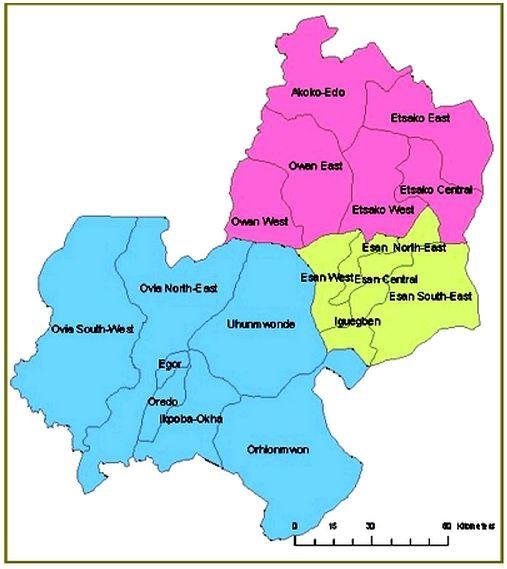 Akoko-Edo
Etsako East
Owan East
Etsako Central
Etsako West
Owan West
Esan North-East
Esan West
Esan Central
Ovia North-East
Esan South-East
Iguegben
Uhunmwonde
Ovia South-West
Egor
Oredo
Ikpoba-Okha
Orhionmwon
0 15 30 60 Kilometers